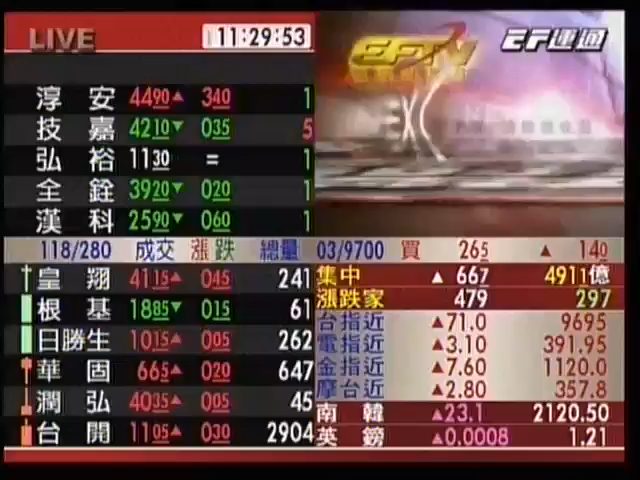 LIVE 11:29:53
EFTN EF運通
淳安 4490▲ 340 1
技嘉 4210▼ 035 5
弘裕 1130 = 1
全銓 3920▼ 020 1
漢科 2590▼ 060 1
118/280 成交 漲跌 總量 03/9700 買 265 ▲ 140
皇翔 4115▲ 045 241
根基 1885▼ 015 61
日勝生 1015▲ 005 262
華固 665▲ 020 647
潤弘 4035▲ 005 45
台開 1105▲ 030 2904
集中 ▲ 667 4911億
漲跌家 479 297
台指近 ▲71.0 9695
電指近 ▲3.10 391.95
金指近 ▲7.60 1120.0
摩台近 ▲2.80 357.8
南韓 ▲23.1 2120.50
英鎊 ▲0.0008 1.21